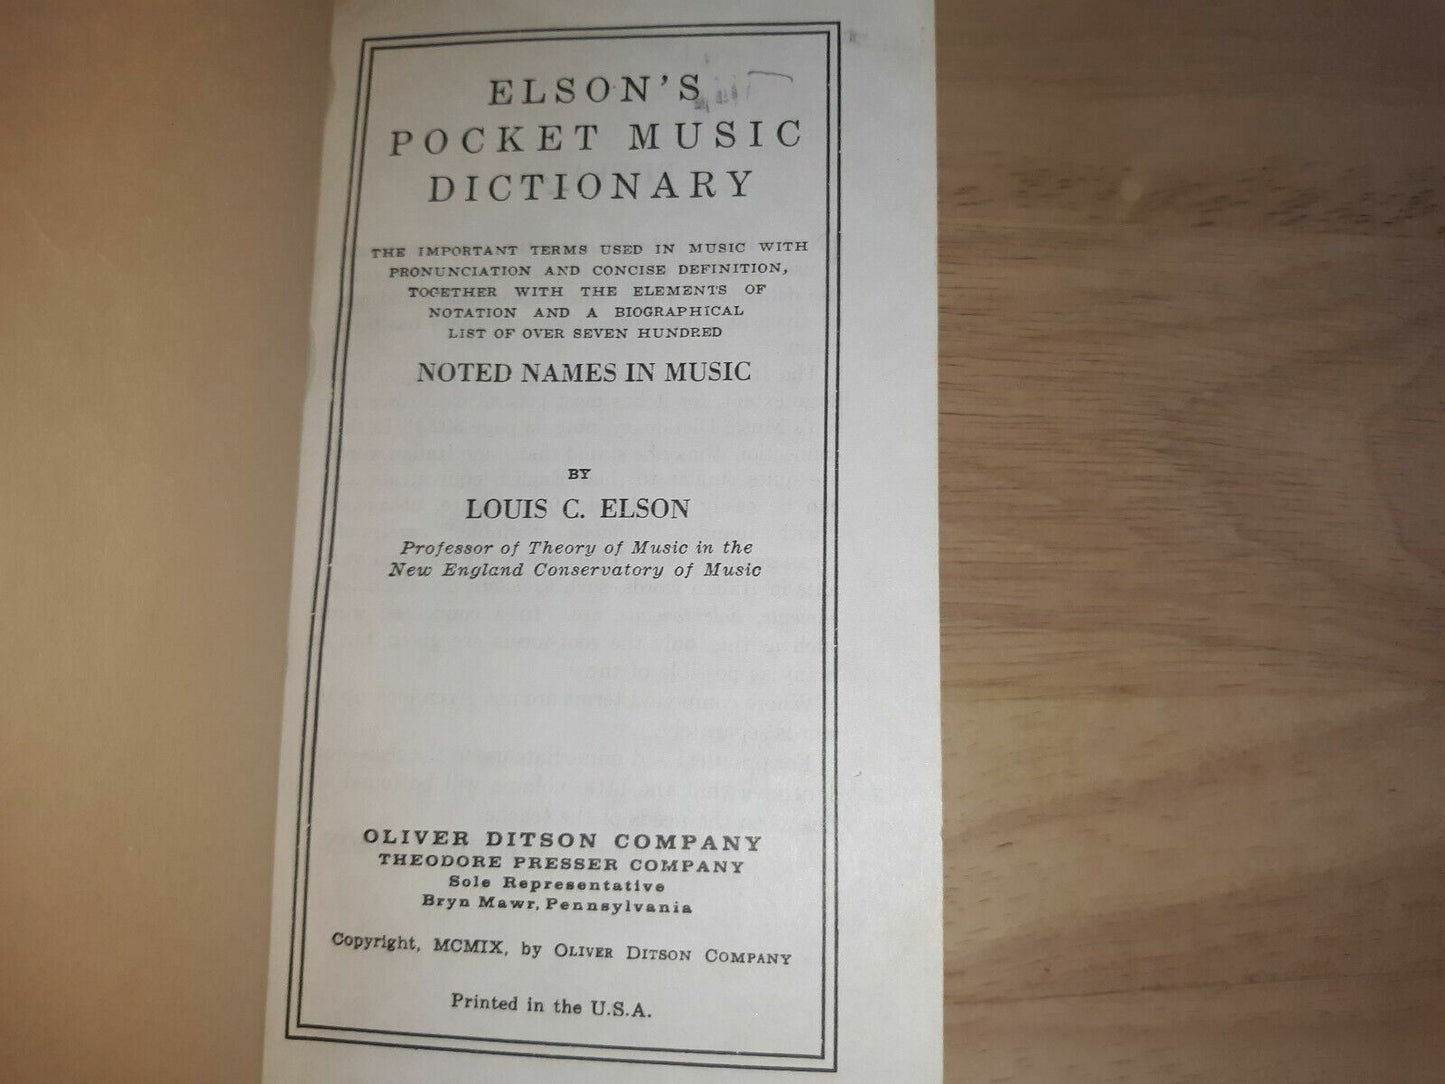 ELSON'S
POCKET MUSIC
DICTIONARY
THE IMPORTANT TERMS USED IN MUSIC WITH
PRONUNCIATION AND CONCISE DEFINITION,
TOGETHER WITH THE ELEMENTS OF
NOTATION AND A BIOGRAPHICAL
LIST OF OVER SEVEN HUNDRED
NOTED NAMES IN MUSIC
BY
LOUIS C. ELSON
Professor of Theory of Music in the
New England Conservatory of Music
OLIVER DITSON COMPANY
THEODORE PRESSER COMPANY
Sole Representative
Bryn Mawr, Pennsylvania
Copyright, MCMIX, by OLIVER DITSON COMPANY
Printed in the U.S.A.